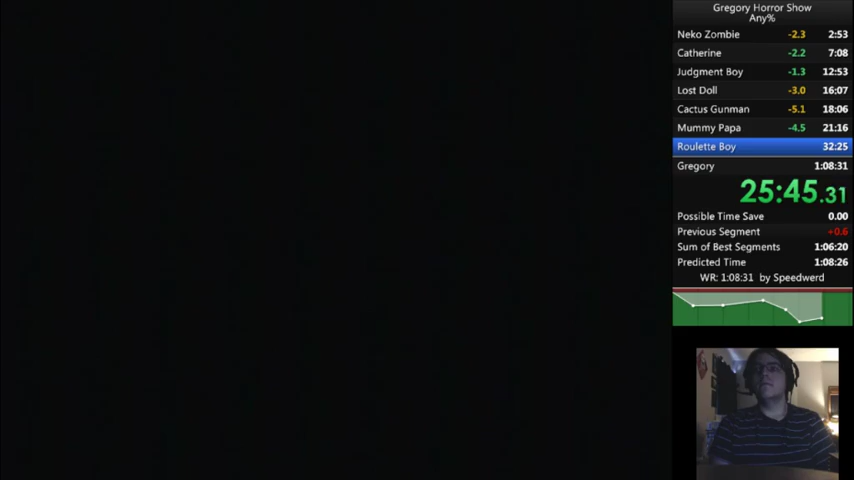 Gregory Horror Show
Any%
Neko Zombie -2.3 2:53
Catherine -2.2 7:08
Judgment Boy -1.3 12:53
Lost Doll -3.0 16:07
Cactus Gunman -5.1 18:06
Mummy Papa -4.5 21:16
Roulette Boy 32:25
Gregory 1:08:31
25:45.31
Possible Time Save 0.00
Previous Segment +0.6
Sum of Best Segments 1:06:20
Predicted Time 1:08:26
WR: 1:08:31 by Speedwerd